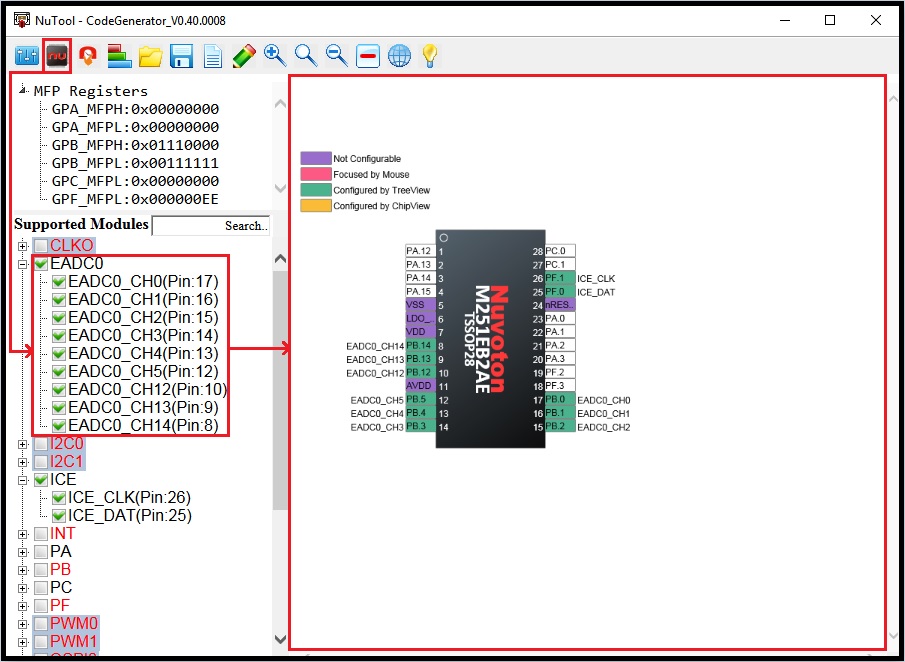 NuTool - CodeGenerator_V0.40.0008
nu
MFP Registers
GPA_MFPH:0x00000000
GPA_MFPL:0x00000000
GPB_MFPH:0x01110000
GPB_MFPL:0x00111111
GPC_MFPL:0x00000000
GPF_MFPL:0x000000EE
Supported Modules
Search..
CLKO
EADC0
EADC0_CH0(Pin:17)
EADC0_CH1(Pin:16)
EADC0_CH2(Pin:15)
EADC0_CH3(Pin:14)
EADC0_CH4(Pin:13)
EADC0_CH5(Pin:12)
EADC0_CH12(Pin:10)
EADC0_CH13(Pin:9)
EADC0_CH14(Pin:8)
I2C0
I2C1
ICE
ICE_CLK(Pin:26)
ICE_DAT(Pin:25)
INT
PA
PB
PC
PF
PWM0
PWM1
Not Configurable
Focused by Mouse
Configured by TreeView
Configured by ChipView
PA.12 1
PA.13 2
PA.14 3
PA.15 4
VSS 5
LDO_.. 6
VDD 7
EADC0_CH14 PB.14 8
EADC0_CH13 PB.13 9
EADC0_CH12 PB.12 10
AVDD 11
EADC0_CH5 PB.5 12
EADC0_CH4 PB.4 13
EADC0_CH3 PB.3 14
Nuvoton
M251EB2AE
TSSOP28
28 PC.0
27 PC.1
26 PF.1 ICE_CLK
25 PF.0 ICE_DAT
24 nRES..
23 PA.0
22 PA.1
21 PA.2
20 PA.3
19 PF.2
18 PF.3
17 PB.0 EADC0_CH0
16 PB.1 EADC0_CH1
15 PB.2 EADC0_CH2